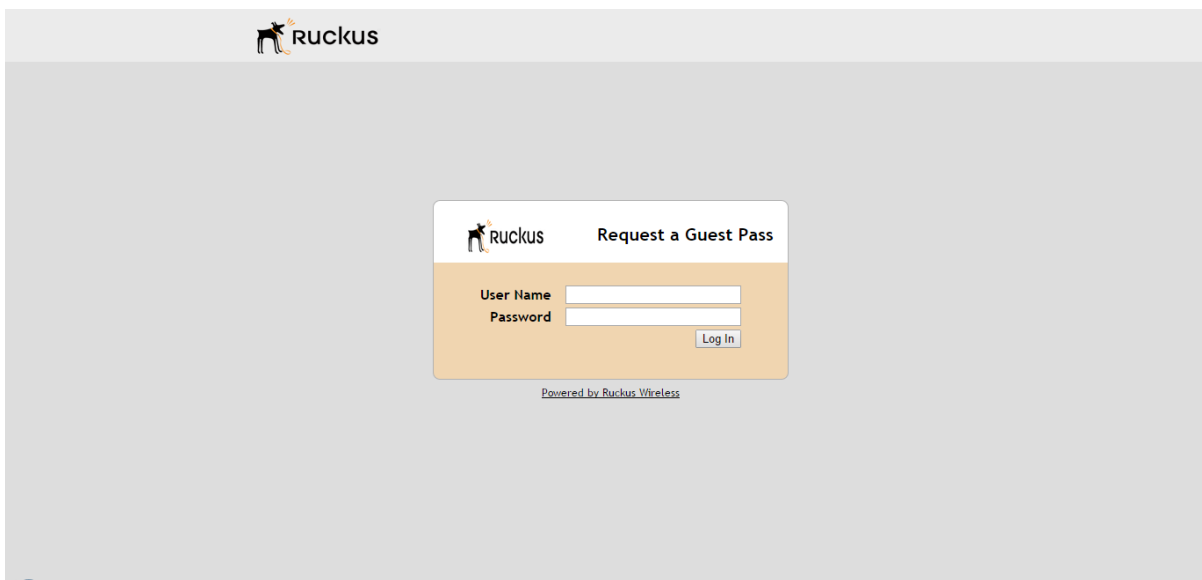 Ruckus
Ruckus Request a Guest Pass
User Name
Password
Log In
Powered by Ruckus Wireless